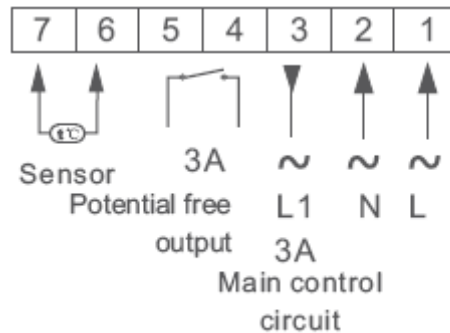 7 6 5 4 3 2 1
t℃
Sensor 3A ~ ~ ~
Potential free L1 N L
output 3A
Main control
circuit